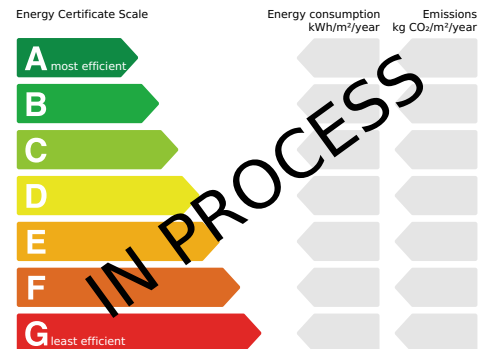 Energy Certificate Scale
Energy consumption
kWh/m²/year
Emissions
kg CO₂/m²/year
A most efficient
B
C
D
E
F
G least efficient
IN PROCESS